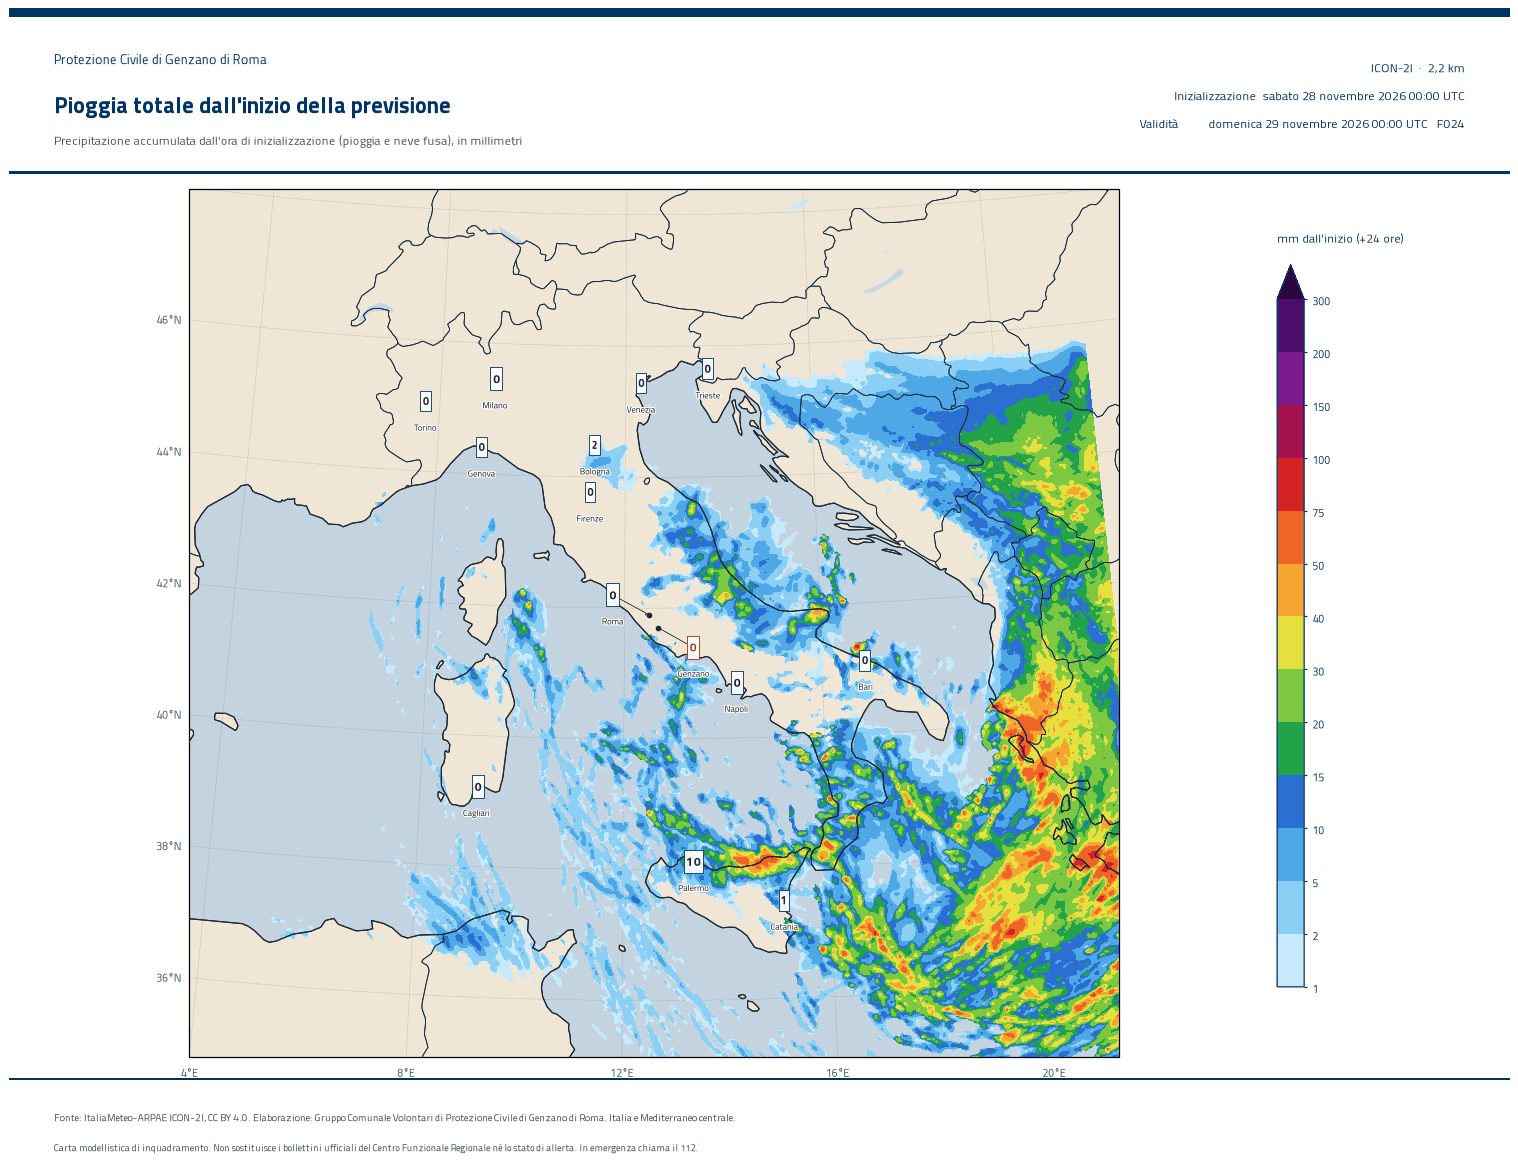 Protezione Civile di Genzano di Roma
Pioggia totale dall'inizio della previsione
Precipitazione accumulata dall'ora di inizializzazione (pioggia e neve fusa), in millimetri
ICON-2I · 2,2 km
Inizializzazione sabato 28 novembre 2026 00:00 UTC
Validità domenica 29 novembre 2026 00:00 UTC F024
mm dall'inizio (+24 ore)
300
200
150
100
75
50
40
30
20
15
10
5
2
1
46°N
44°N
42°N
40°N
38°N
36°N
4°E
8°E
12°E
16°E
20°E
0
Torino
0
Milano
0
Venezia
0
Trieste
0
Genova
2
Bologna
0
Firenze
0
Roma
0
Genzano
0
Napoli
0
Bari
0
Cagliari
10
Palermo
1
Catania
Fonte: ItaliaMeteo-ARPAE ICON-2I, CC BY 4.0. Elaborazione: Gruppo Comunale Volontari di Protezione Civile di Genzano di Roma. Italia e Mediterraneo centrale.
Carta modellistica di inquadramento. Non sostituisce i bollettini ufficiali del Centro Funzionale Regionale né lo stato di allerta. In emergenza chiama il 112.